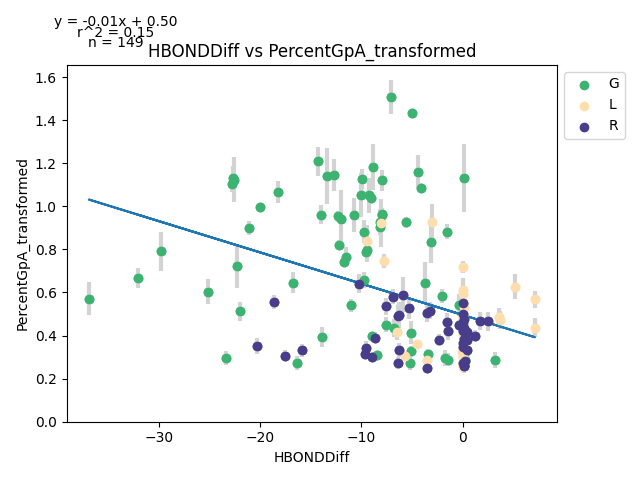 y = -0.01x + 0.50
r^2 = 0.15
n = 149
HBONDDiff vs PercentGpA_transformed
G
L
R
PercentGpA_transformed
1.6
1.4
1.2
1.0
0.8
0.6
0.4
0.2
0.0
−30
−20
−10
0
HBONDDiff